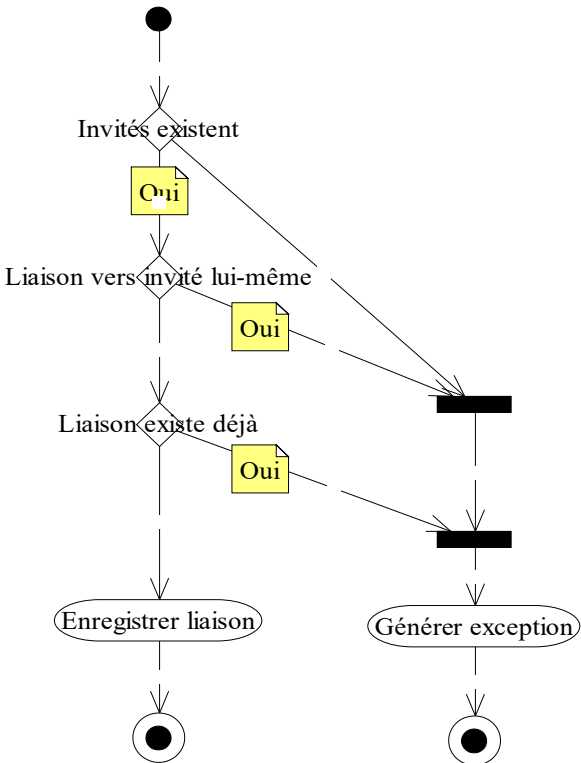 Invités existent
Oui
Liaison vers invité lui-même
Oui
Liaison existe déjà
Oui
Enregistrer liaison
Générer exception